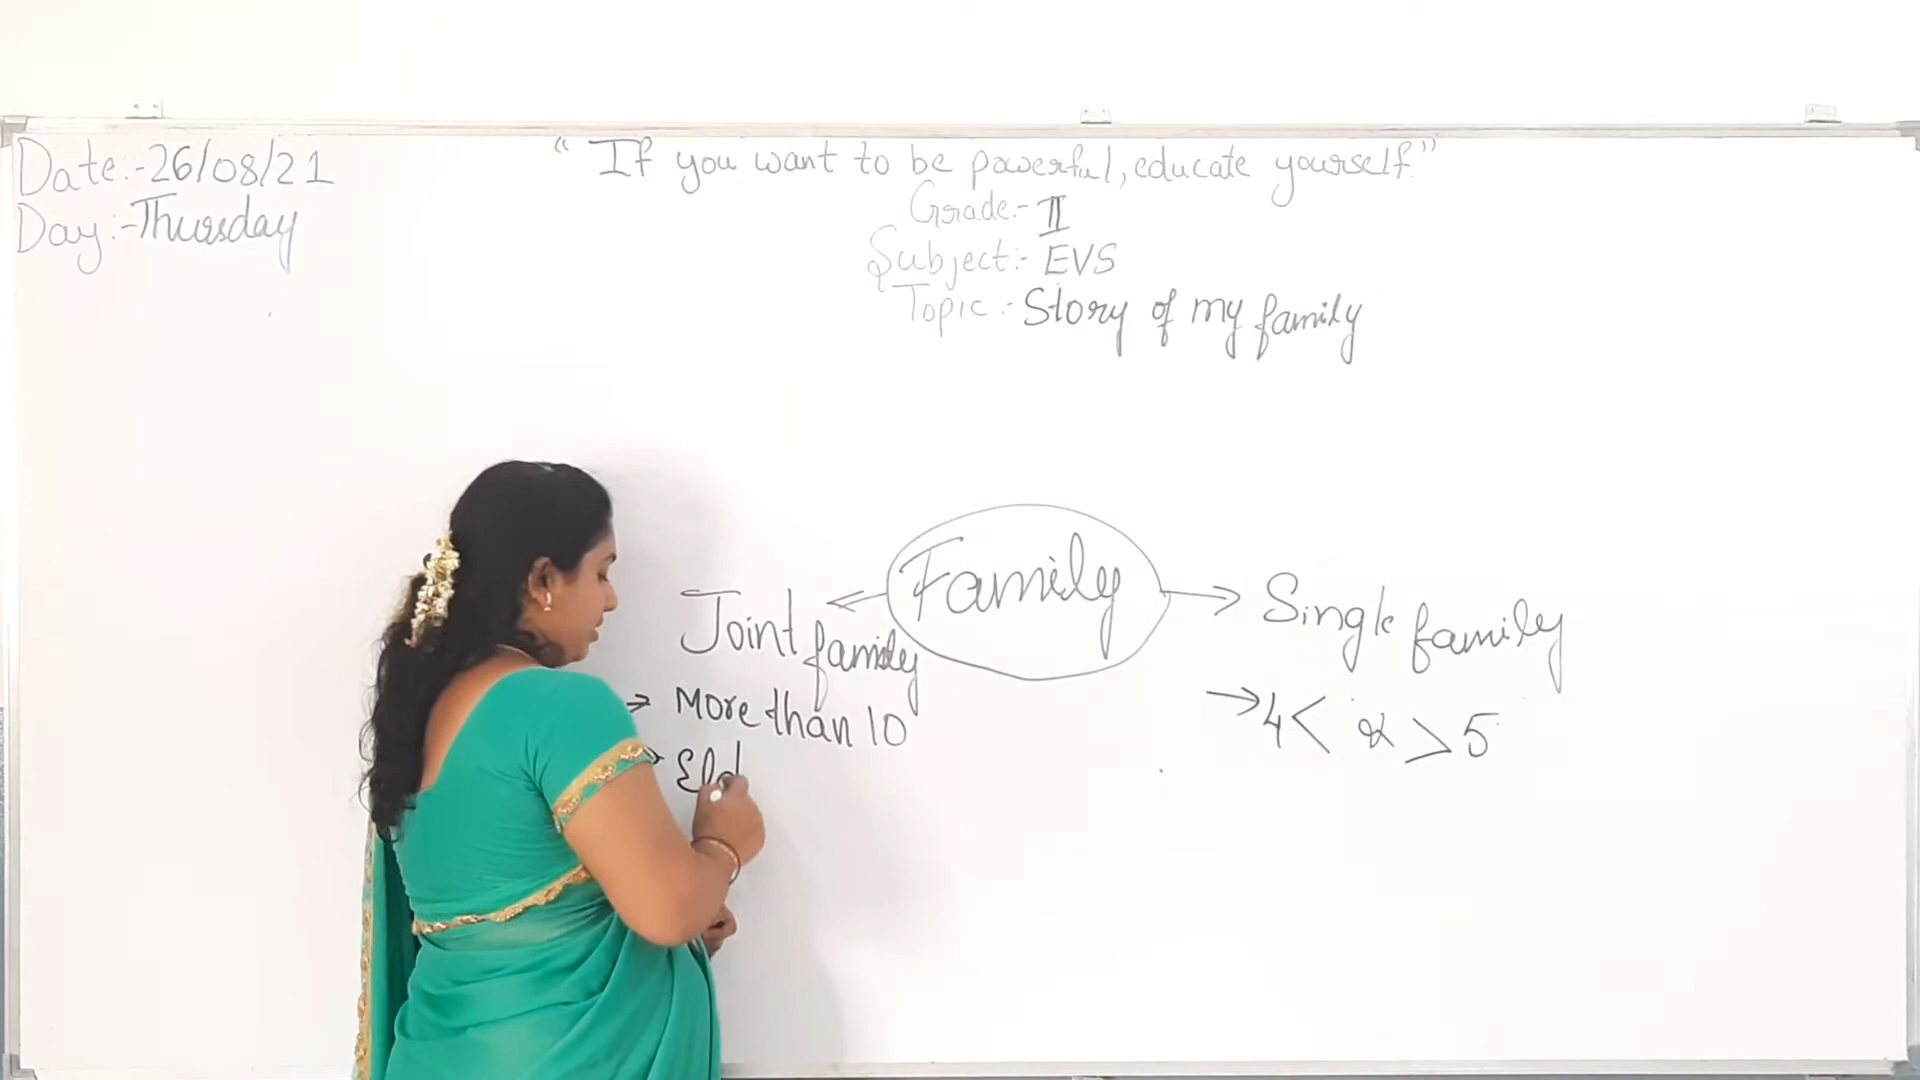 Date:-26/08/21
Day:-Thursday
"If you want to be powerful, educate yourself."
Grade:-II
Subject:- EVS
Topic:- Story of my family
Family
Joint family
→ More than 10
→ Eld
Single family
→ 4< & >5